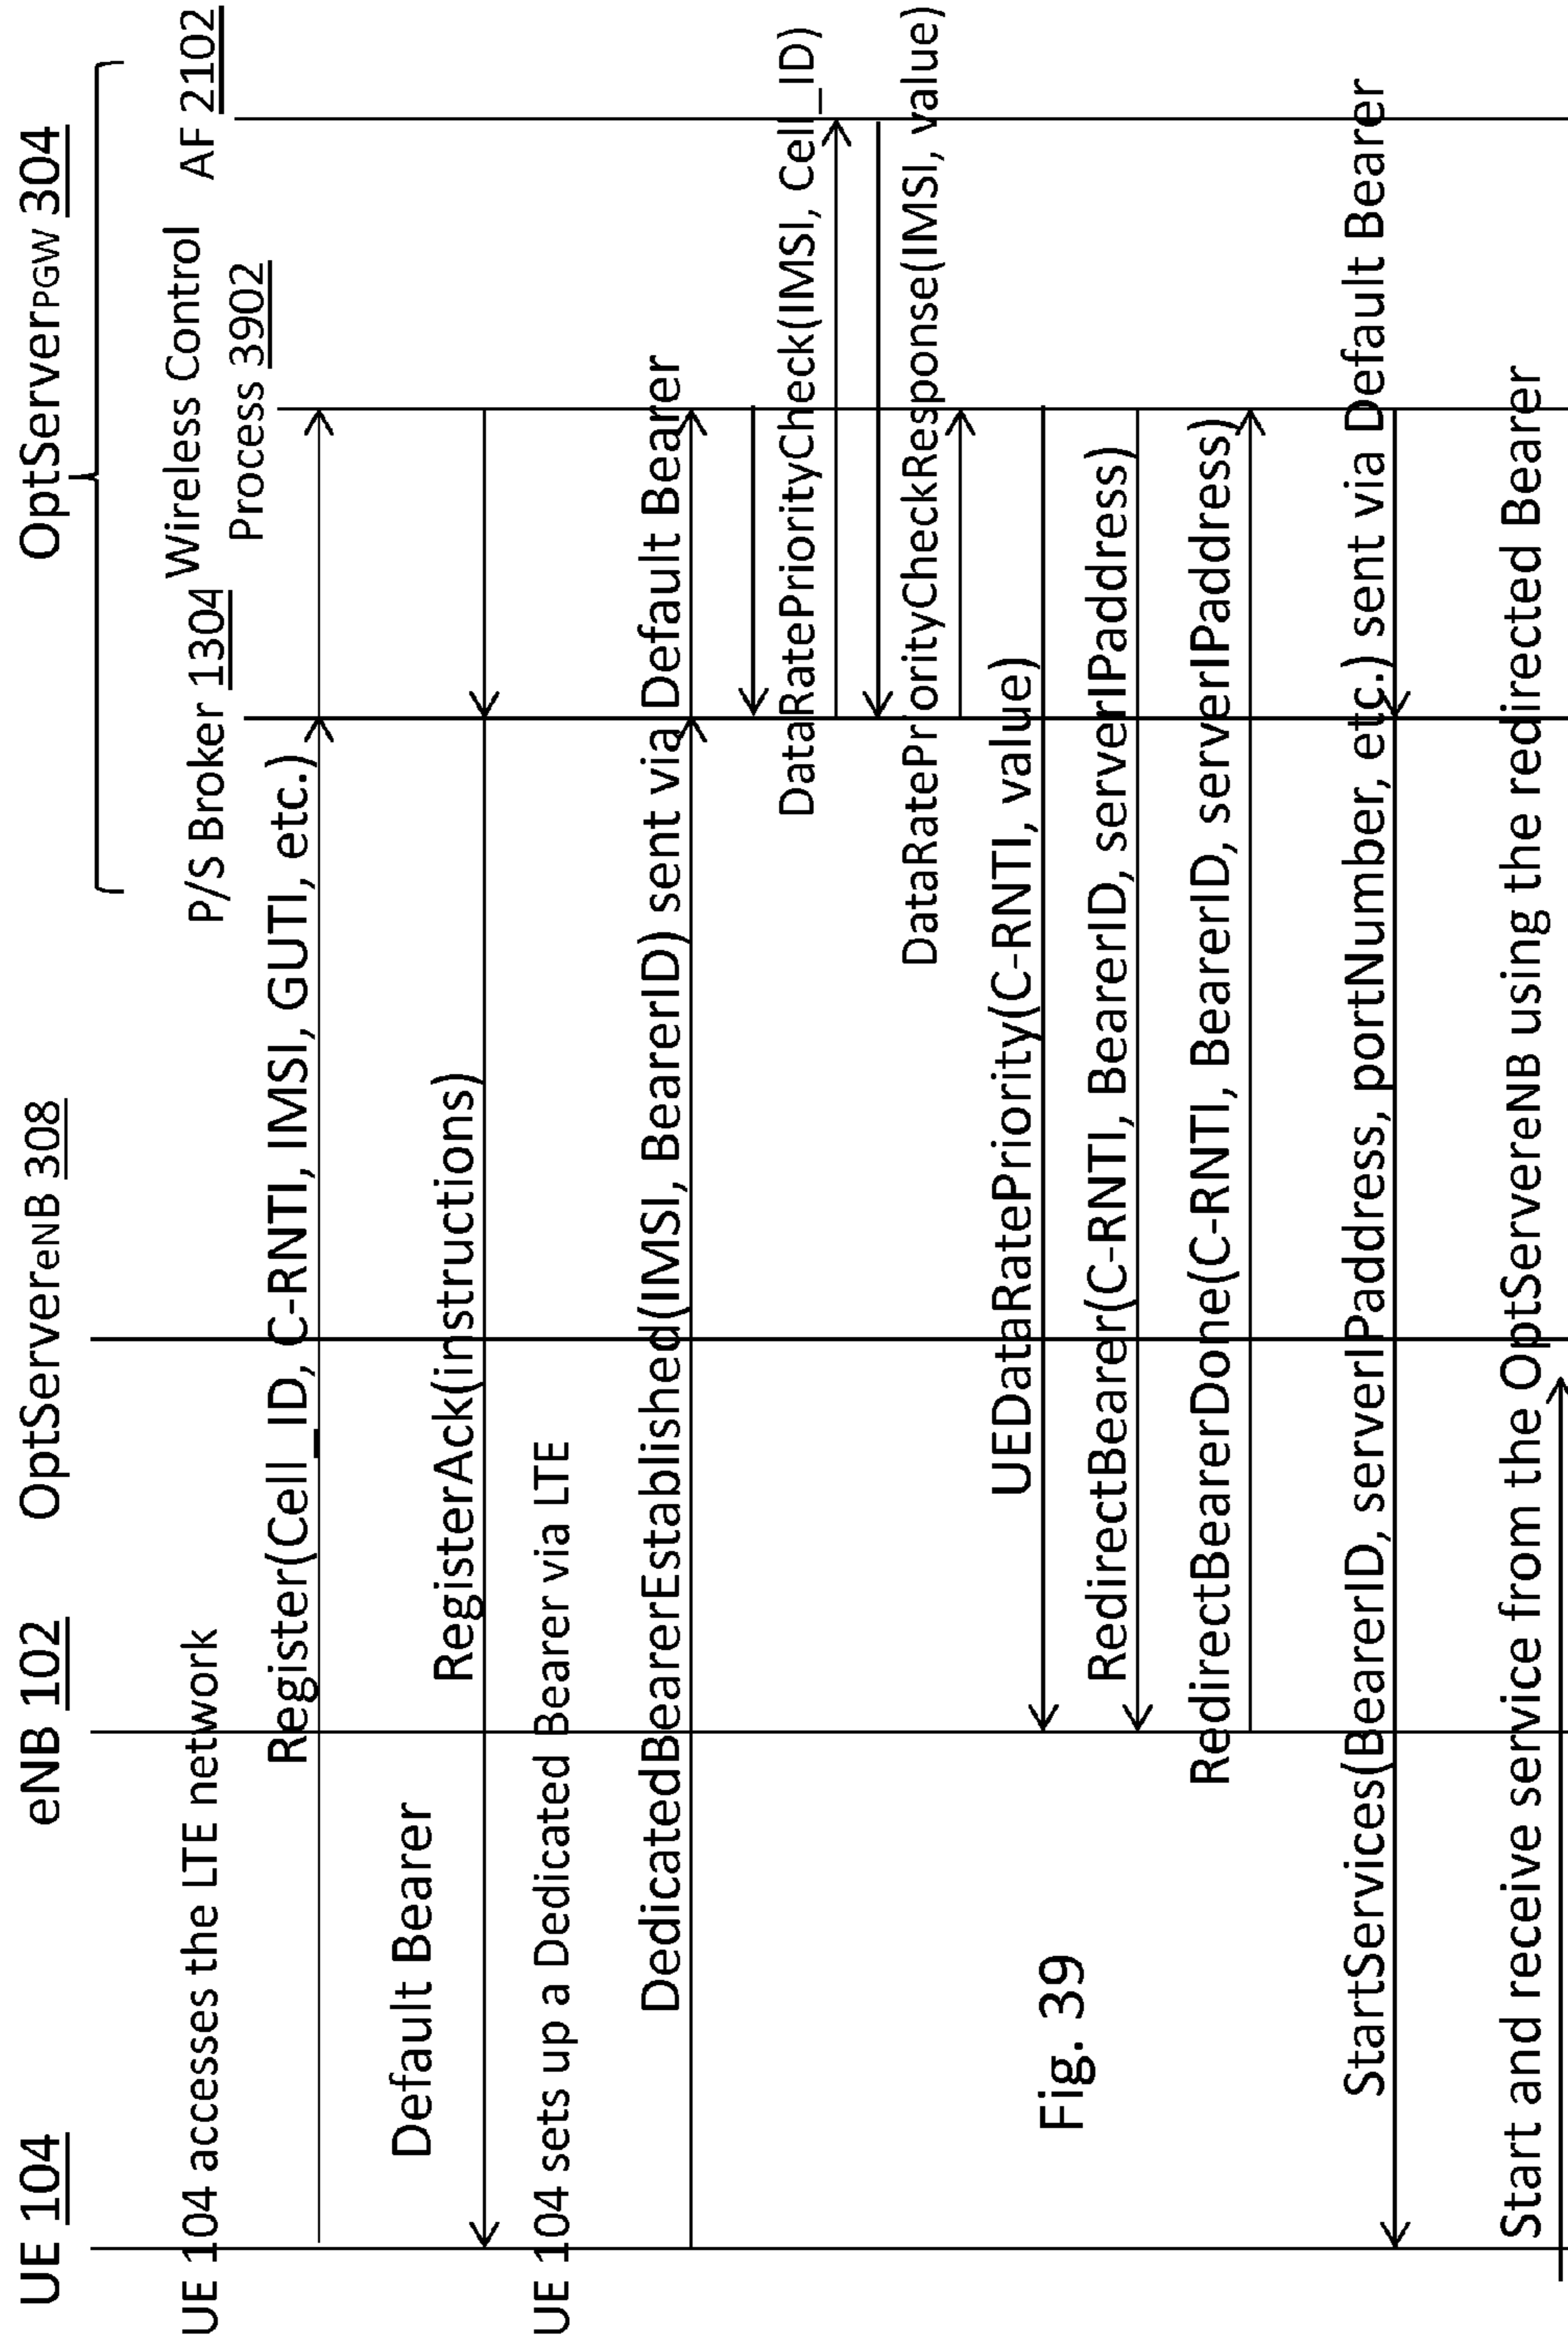 UE 104
eNB 102
OptServereNB 308
OptServerPGW 304
P/S Broker 1304
Wireless Control
Process 3902
AF 2102
UE 104 accesses the LTE network
Register(Cell_ID, C-RNTI, IMSI, GUTI, etc.)
Default Bearer
RegisterAck(instructions)
UE 104 sets up a Dedicated Bearer via LTE
DedicatedBearerEstablished(IMSI, BearerID) sent via Default Bearer
DataRatePriorityCheck(IMSI, Cell_ID)
DataRatePriorityCheckResponse(IMSI, value)
UEDataRatePriority(C-RNTI, value)
RedirectBearer(C-RNTI, BearerID, serverIPaddress)
RedirectBearerDone(C-RNTI, BearerID, serverIPaddress)
StartServices(BearerID, serverIPaddress, portNumber, etc.) sent via Default Bearer
Start and receive service from the OptServereNB using the redirected Bearer
Fig. 39